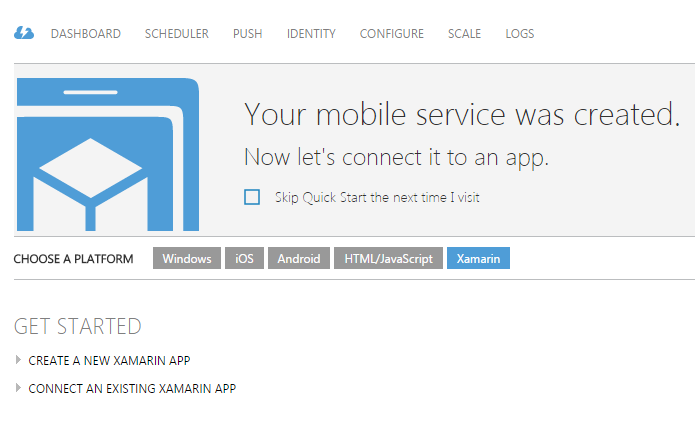 DASHBOARD SCHEDULER PUSH IDENTITY CONFIGURE SCALE LOGS
Your mobile service was created.
Now let's connect it to an app.
Skip Quick Start the next time I visit
CHOOSE A PLATFORM Windows iOS Android HTML/JavaScript Xamarin
GET STARTED
CREATE A NEW XAMARIN APP
CONNECT AN EXISTING XAMARIN APP